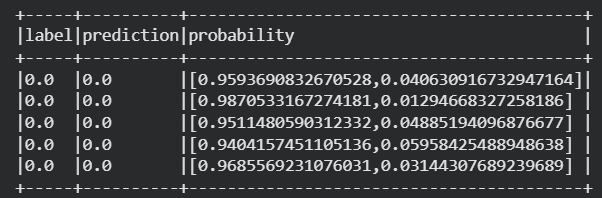 +-----+----------+---------------------------------------+
|label|prediction|probability                            |
+-----+----------+---------------------------------------+
|0.0  |0.0       |[0.9593690832670528,0.040630916732947164]|
|0.0  |0.0       |[0.9870533167274181,0.01294668327258186] |
|0.0  |0.0       |[0.9511480590312332,0.04885194096876677] |
|0.0  |0.0       |[0.9404157451105136,0.05958425488948638] |
|0.0  |0.0       |[0.9685569231076031,0.03144307689239689] |
+-----+----------+---------------------------------------+